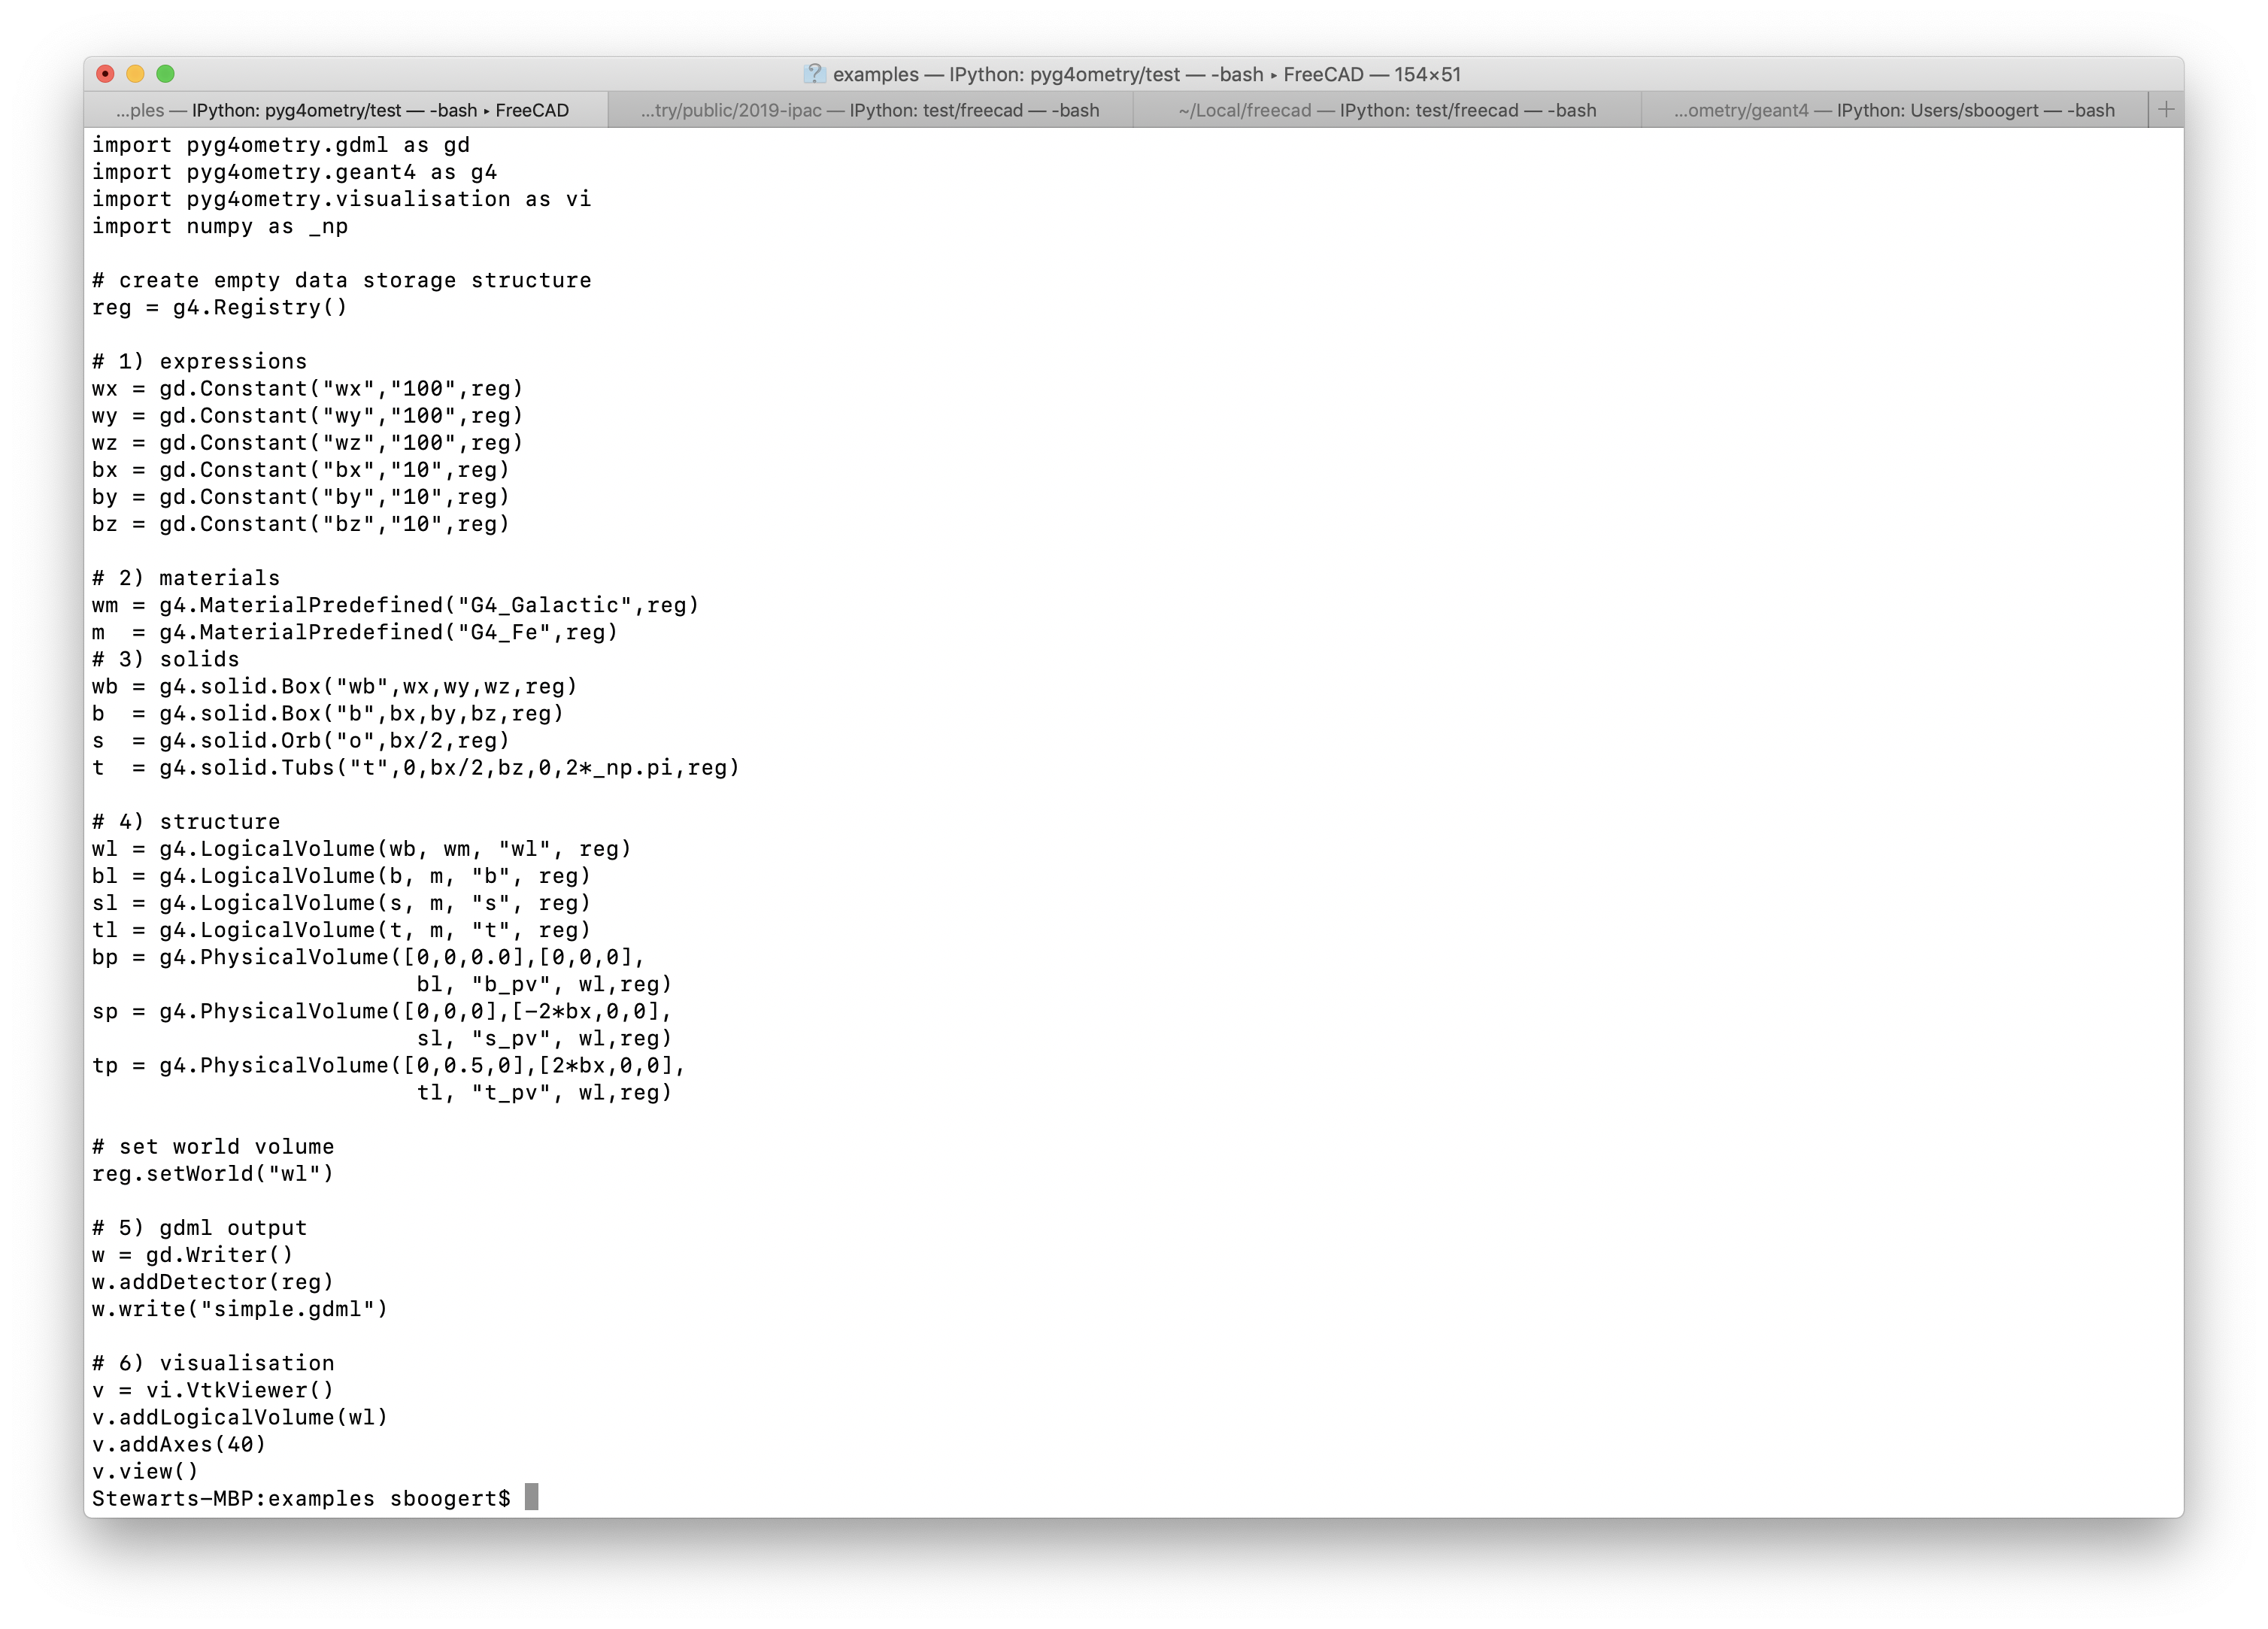 examples — IPython: pyg4ometry/test — -bash ▸ FreeCAD — 154×51
...ples — IPython: pyg4ometry/test — -bash ▸ FreeCAD
...try/public/2019-ipac — IPython: test/freecad — -bash
~/Local/freecad — IPython: test/freecad — -bash
...ometry/geant4 — IPython: Users/sboogert — -bash
import pyg4ometry.gdml as gd
import pyg4ometry.geant4 as g4
import pyg4ometry.visualisation as vi
import numpy as _np
# create empty data storage structure
reg = g4.Registry()
# 1) expressions
wx = gd.Constant("wx","100",reg)
wy = gd.Constant("wy","100",reg)
wz = gd.Constant("wz","100",reg)
bx = gd.Constant("bx","10",reg)
by = gd.Constant("by","10",reg)
bz = gd.Constant("bz","10",reg)
# 2) materials
wm = g4.MaterialPredefined("G4_Galactic",reg)
m  = g4.MaterialPredefined("G4_Fe",reg)
# 3) solids
wb = g4.solid.Box("wb",wx,wy,wz,reg)
b  = g4.solid.Box("b",bx,by,bz,reg)
s  = g4.solid.Orb("o",bx/2,reg)
t  = g4.solid.Tubs("t",0,bx/2,bz,0,2*_np.pi,reg)
# 4) structure
wl = g4.LogicalVolume(wb, wm, "wl", reg)
bl = g4.LogicalVolume(b, m, "b", reg)
sl = g4.LogicalVolume(s, m, "s", reg)
tl = g4.LogicalVolume(t, m, "t", reg)
bp = g4.PhysicalVolume([0,0,0.0],[0,0,0],
                        bl, "b_pv", wl,reg)
sp = g4.PhysicalVolume([0,0,0],[-2*bx,0,0],
                        sl, "s_pv", wl,reg)
tp = g4.PhysicalVolume([0,0.5,0],[2*bx,0,0],
                        tl, "t_pv", wl,reg)
# set world volume
reg.setWorld("wl")
# 5) gdml output
w = gd.Writer()
w.addDetector(reg)
w.write("simple.gdml")
# 6) visualisation
v = vi.VtkViewer()
v.addLogicalVolume(wl)
v.addAxes(40)
v.view()
Stewarts-MBP:examples sboogert$